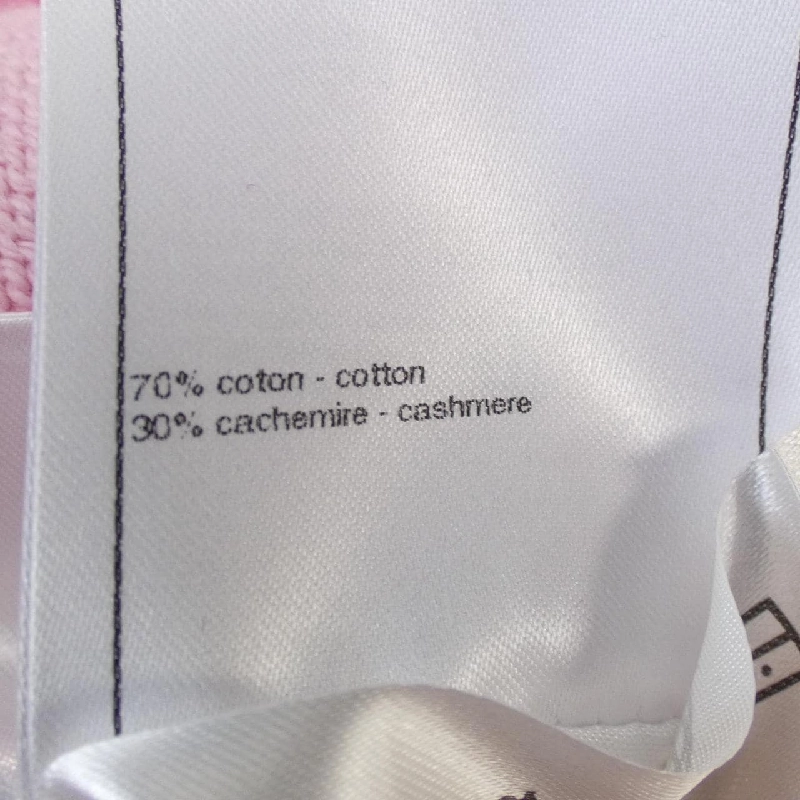 70% coton - cotton
30% cachemire - cashmere